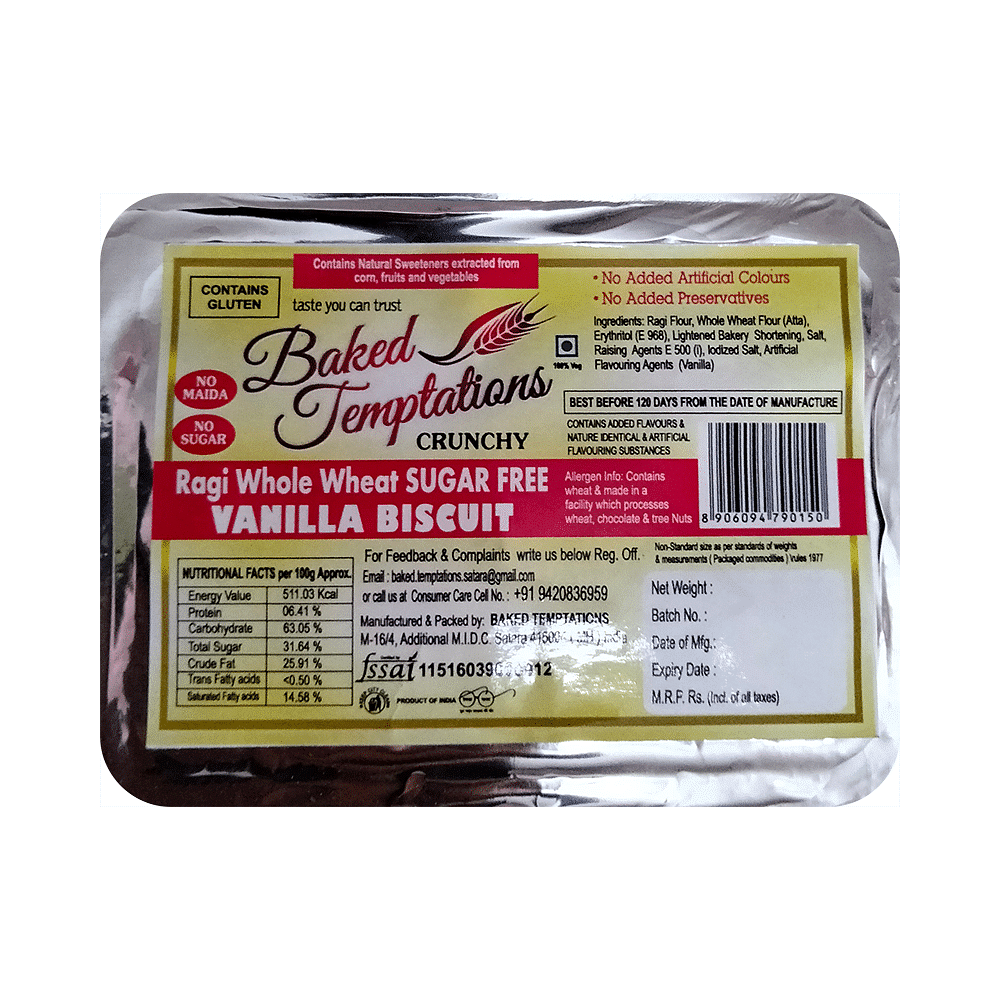 Contains Natural Sweeteners extracted from
corn, fruits and vegetables
CONTAINS
GLUTEN
taste you can trust
Baked
Temptations
CRUNCHY
NO
MAIDA
NO
SUGAR
100% Veg
• No Added Artificial Colours
• No Added Preservatives
Ingredients: Ragi Flour, Whole Wheat Flour (Atta),
Erythritol (E 968), Lightened Bakery Shortening, Salt,
Raising Agents E 500 (i), Iodized Salt, Artificial
Flavouring Agents (Vanilla)
BEST BEFORE 120 DAYS FROM THE DATE OF MANUFACTURE
CONTAINS ADDED FLAVOURS &
NATURE IDENTICAL & ARTIFICIAL
FLAVOURING SUBSTANCES
Ragi Whole Wheat SUGAR FREE
VANILLA BISCUIT
Allergen Info: Contains
wheat & made in a
facility which processes
wheat, chocolate & tree Nuts
8 906094 790150
NUTRITIONAL FACTS per 100g Approx.
Energy Value 511.03 Kcal
Protein 06.41 %
Carbohydrate 63.05 %
Total Sugar 31.64 %
Crude Fat 25.91 %
Trans Fatty acids <0.50 %
Saturated Fatty acids 14.58 %
For Feedback & Complaints write us below Reg. Off.
Email : baked.temptations.satara@gmail.com
or call us at Consumer Care Cell No. : +91 9420836959
Manufactured & Packed by: BAKED TEMPTATIONS
M-16/4, Additional M.I.D.C. Satara
fssai
PRODUCT OF INDIA
Non-Standard size as per standards of weights
& measurements ( Packaged commodities ) Vules 1977
Net Weight :
Batch No. :
Date of Mfg.:
Expiry Date :
M.R.P. Rs. (Incl. of all taxes)